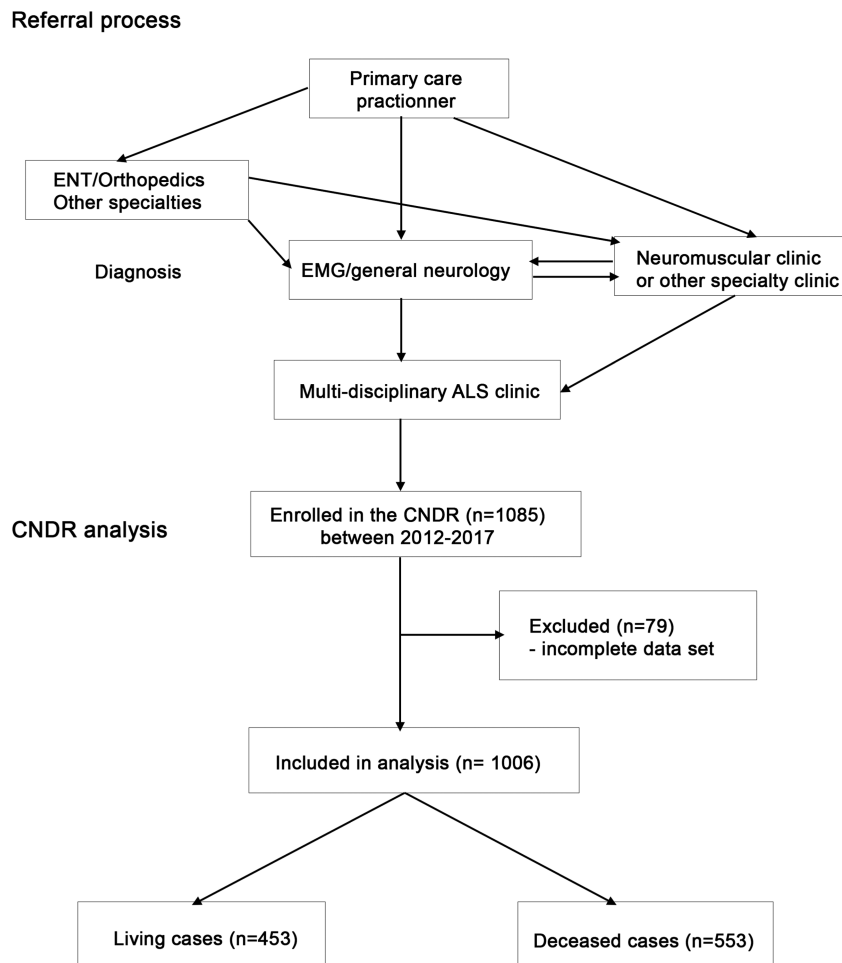 Referral process
Primary care
practionner
ENT/Orthopedics
Other specialties
Diagnosis
EMG/general neurology
Neuromuscular clinic
or other specialty clinic
Multi-disciplinary ALS clinic
CNDR analysis
Enrolled in the CNDR (n=1085)
between 2012-2017
Excluded (n=79)
- incomplete data set
Included in analysis (n= 1006)
Living cases (n=453)
Deceased cases (n=553)